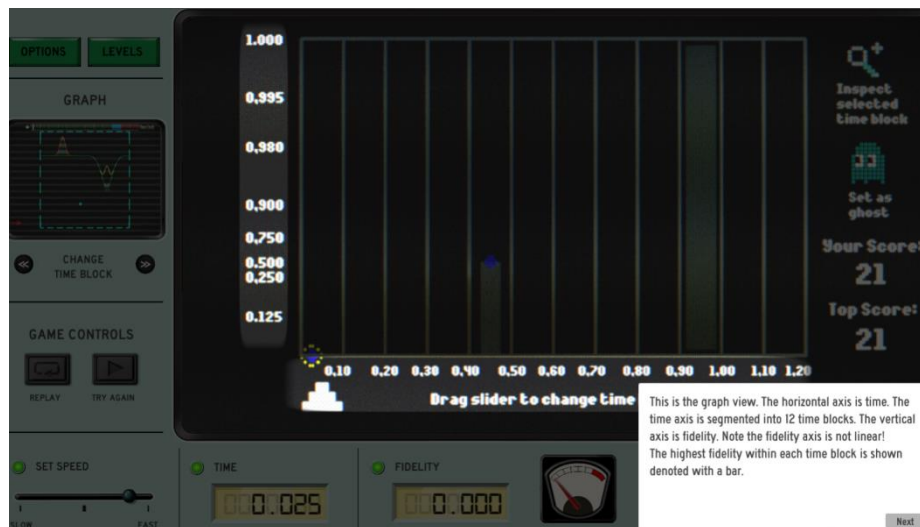 OPTIONS
LEVELS
GRAPH
CHANGE
TIME BLOCK
GAME CONTROLS
REPLAY
TRY AGAIN
SET SPEED
SLOW
FAST
1.000
0,995
0,980
0,900
0,750
0.500
0,250
0.125
0,10 0,20 0,30 0,40 0,50 0,60 0,70 0,80 0,90 1,00 1,10 1,20
Drag slider to change time
Inspect
selected
time block
Set as
ghost
Your Score:
21
Top Score:
21
TIME
0.025
FIDELITY
0.000
This is the graph view. The horizontal axis is time. The
time axis is segmented into 12 time blocks. The vertical
axis is fidelity. Note the fidelity axis is not linear!
The highest fidelity within each time block is shown
denoted with a bar.
Next